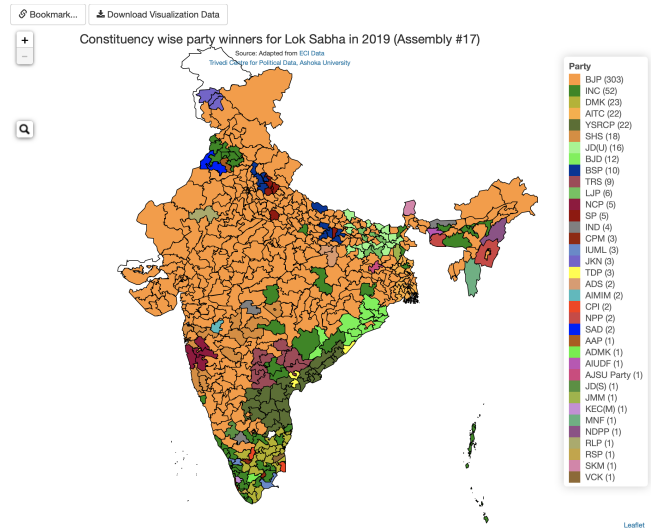 Bookmark...
Download Visualization Data
+
−
Constituency wise party winners for Lok Sabha in 2019 (Assembly #17)
Source: Adapted from ECI Data
Trivedi Centre for Political Data, Ashoka University
Party
BJP (303)
INC (52)
DMK (23)
AITC (22)
YSRCP (22)
SHS (18)
JD(U) (16)
BJD (12)
BSP (10)
TRS (9)
LJP (6)
NCP (5)
SP (5)
IND (4)
CPM (3)
IUML (3)
JKN (3)
TDP (3)
ADS (2)
AIMIM (2)
CPI (2)
NPP (2)
SAD (2)
AAP (1)
ADMK (1)
AIUDF (1)
AJSU Party (1)
JD(S) (1)
JMM (1)
KEC(M) (1)
MNF (1)
NDPP (1)
RLP (1)
RSP (1)
SKM (1)
VCK (1)
Leaflet